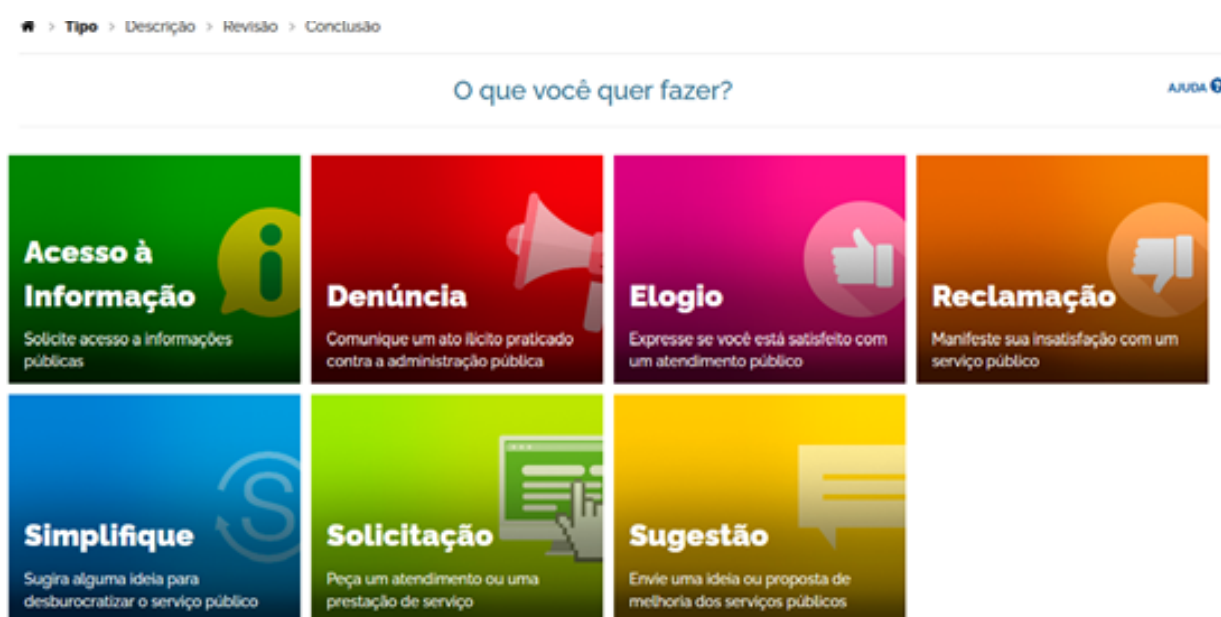 > Tipo > Descrição > Revisão > Conclusão
O que você quer fazer?
AJUDA
Acesso à
Informação
Solicite acesso a informações
públicas
Denúncia
Comunique um ato ilícito praticado
contra a administração pública
Elogio
Expresse se você está satisfeito com
um atendimento público
Reclamação
Manifeste sua insatisfação com um
serviço público
Simplifique
Sugira alguma ideia para
desburocratizar o serviço público
Solicitação
Peça um atendimento ou uma
prestação de serviço
Sugestão
Envie uma ideia ou proposta de
melhoria dos serviços públicos